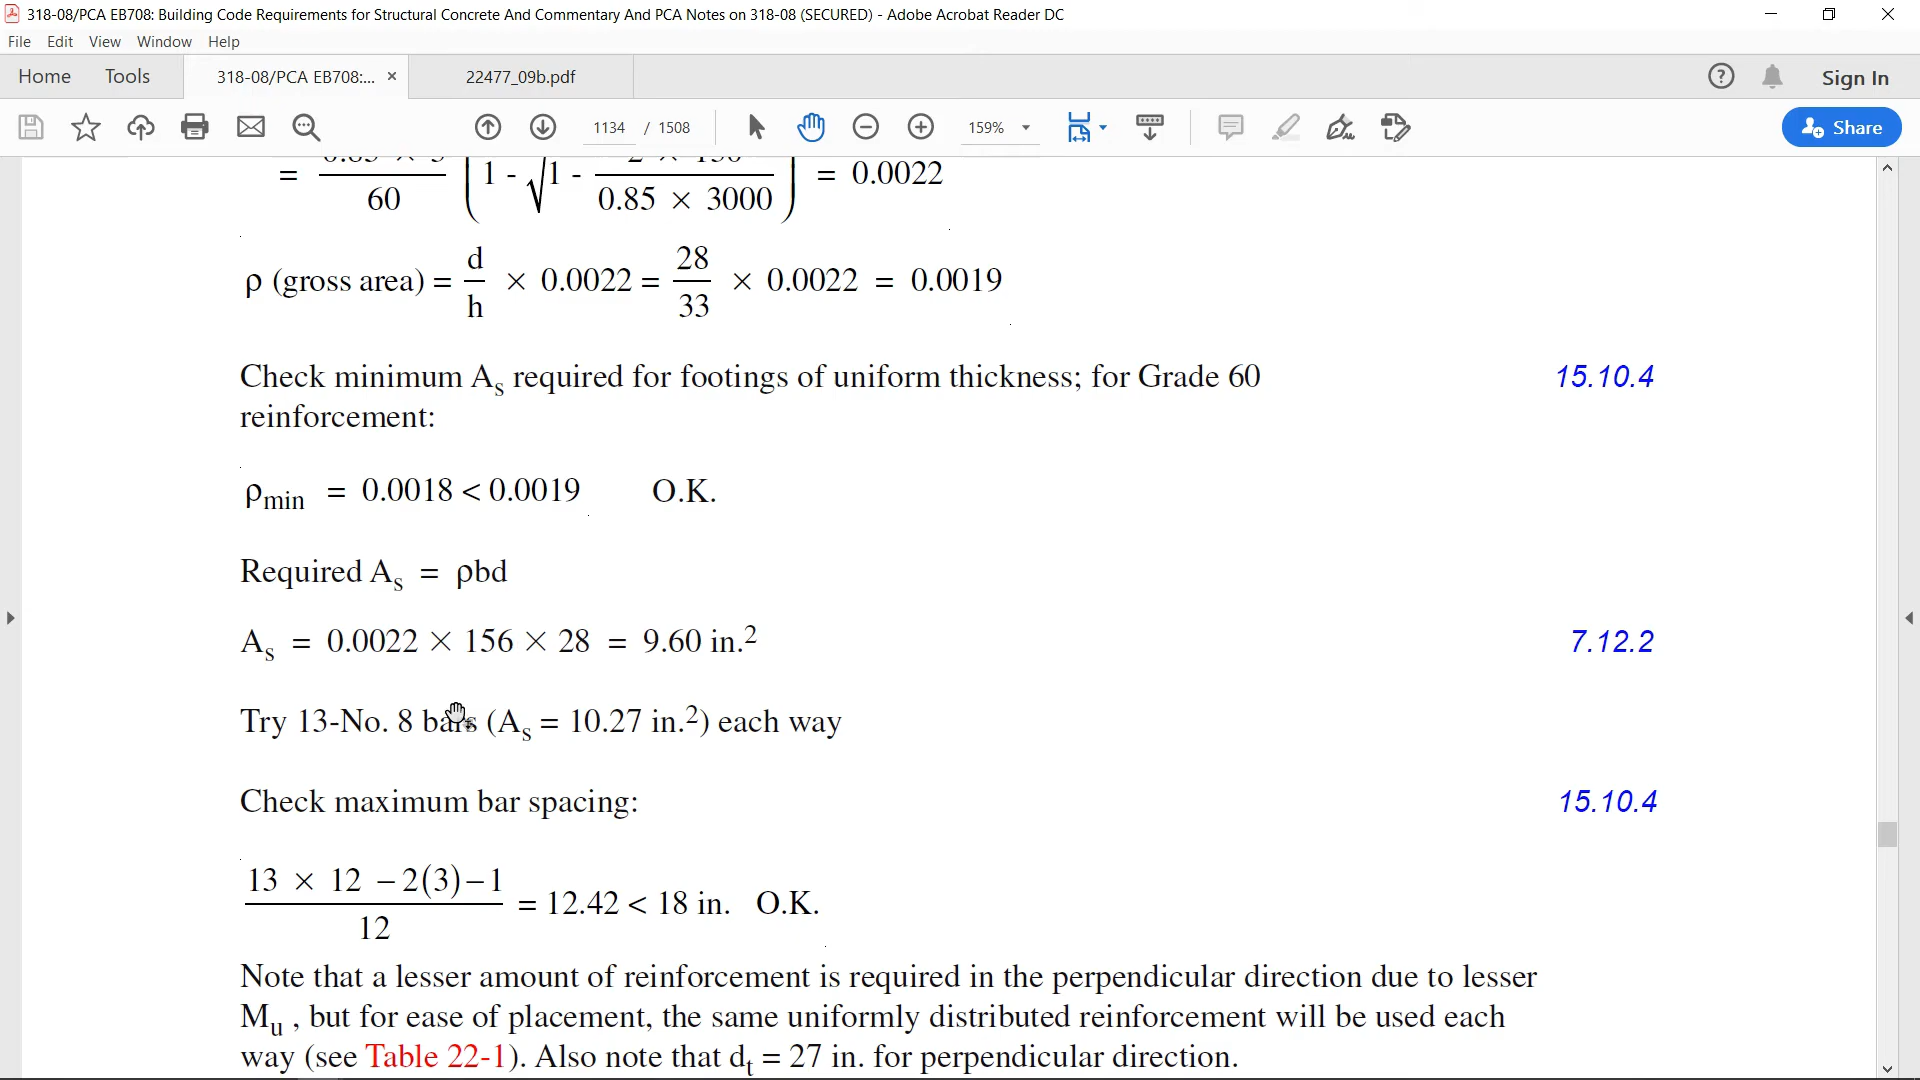 318-08/PCA EB708: Building Code Requirements for Structural Concrete And Commentary And PCA Notes on 318-08 (SECURED) - Adobe Acrobat Reader DC
File Edit View Window Help
Home Tools 318-08/PCA EB708:... × 22477_09b.pdf Sign In
1134 / 1508 159% Share
= 0.85 × 3 / 60 ( 1 - √1 - 2 × 130 / 0.85 × 3000 ) = 0.0022
ρ (gross area) = d / h × 0.0022 = 28 / 33 × 0.0022 = 0.0019
Check minimum As required for footings of uniform thickness; for Grade 60 15.10.4
reinforcement:
ρmin = 0.0018 < 0.0019 O.K.
Required As = ρbd
As = 0.0022 × 156 × 28 = 9.60 in.2 7.12.2
Try 13-No. 8 bars (As = 10.27 in.2) each way
Check maximum bar spacing: 15.10.4
13 × 12 – 2(3) – 1 / 12 = 12.42 < 18 in. O.K.
Note that a lesser amount of reinforcement is required in the perpendicular direction due to lesser
Mu , but for ease of placement, the same uniformly distributed reinforcement will be used each
way (see Table 22-1). Also note that dt = 27 in. for perpendicular direction.